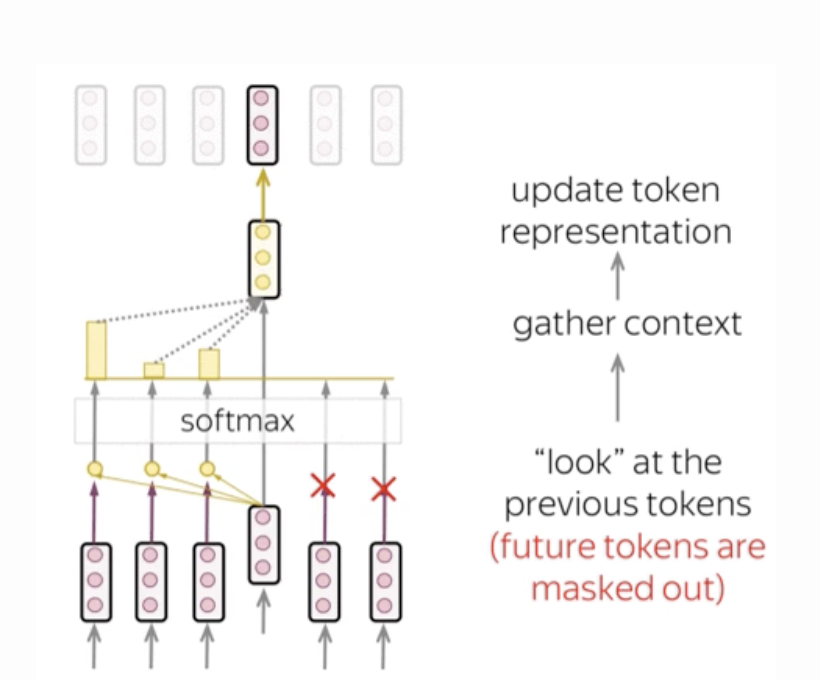 update token
representation
gather context
softmax
“look” at the
previous tokens
(future tokens are
masked out)